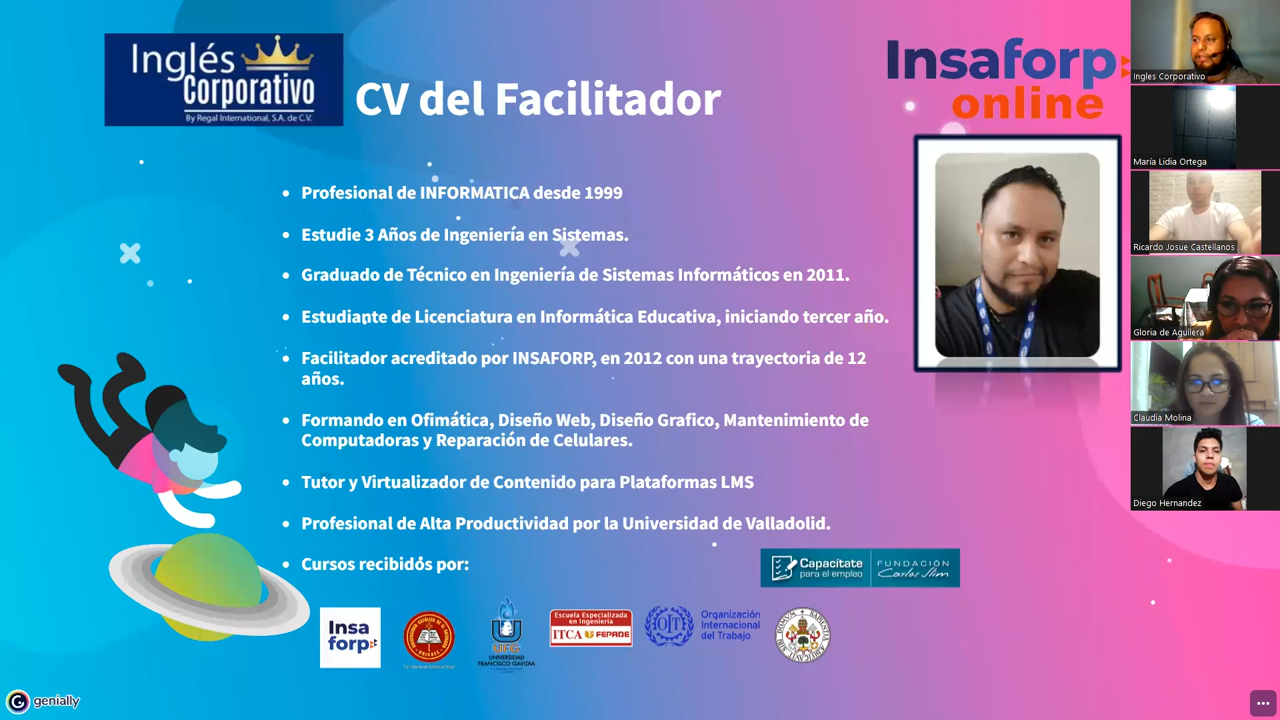 Inglés
Corporativo
By Regal International, S.A. de C.V.
CV del Facilitador
Insaforp
online
Profesional de INFORMATICA desde 1999
Estudie 3 Años de Ingeniería en Sistemas.
Graduado de Técnico en Ingeniería de Sistemas Informáticos en 2011.
Estudiante de Licenciatura en Informática Educativa, iniciando tercer año.
Facilitador acreditado por INSAFORP, en 2012 con una trayectoria de 12
años.
Formando en Ofimática, Diseño Web, Diseño Grafico, Mantenimiento de
Computadoras y Reparación de Celulares.
Tutor y Virtualizador de Contenido para Plataformas LMS
Profesional de Alta Productividad por la Universidad de Valladolid.
Cursos recibidos por:
Capacítate
para el empleo
FUNDACIÓN
Carlos Slim
Insa
forp
UFG
UNIVERSIDAD
FRANCISCO GAVIDIA
Escuela Especializada
en Ingeniería
ITCA FEPADE
OIT
Organización
Internacional
del Trabajo
genially
Ingles Corporativo
María Lidia Ortega
Ricardo Josue Castellanos
Gloria de Aguilera
Claudia Molina
Diego Hernandez